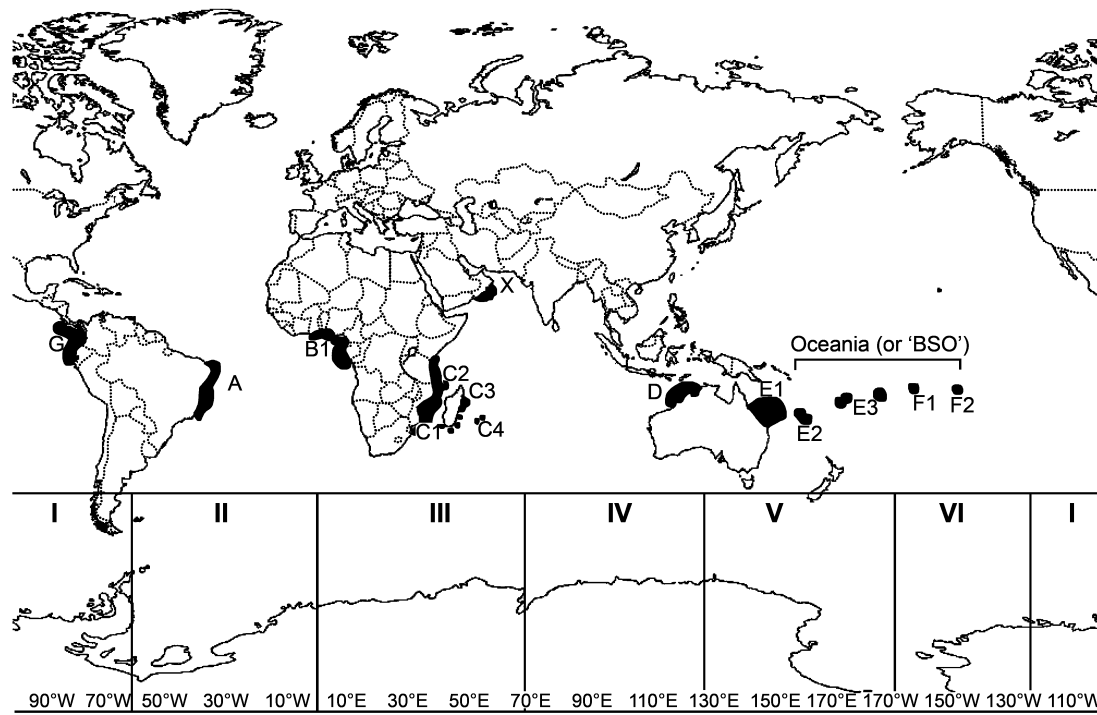 X
Oceania (or ‘BSO’)
G
B1
A
C2
C3
D
E1
C1
C4
E2
E3
F1
F2
I II III IV V VI I
90°W 70°W 50°W 30°W 10°W 10°E 30°E 50°E 70°E 90°E 110°E 130°E 150°E 170°E 170°W 150°W 130°W 110°W